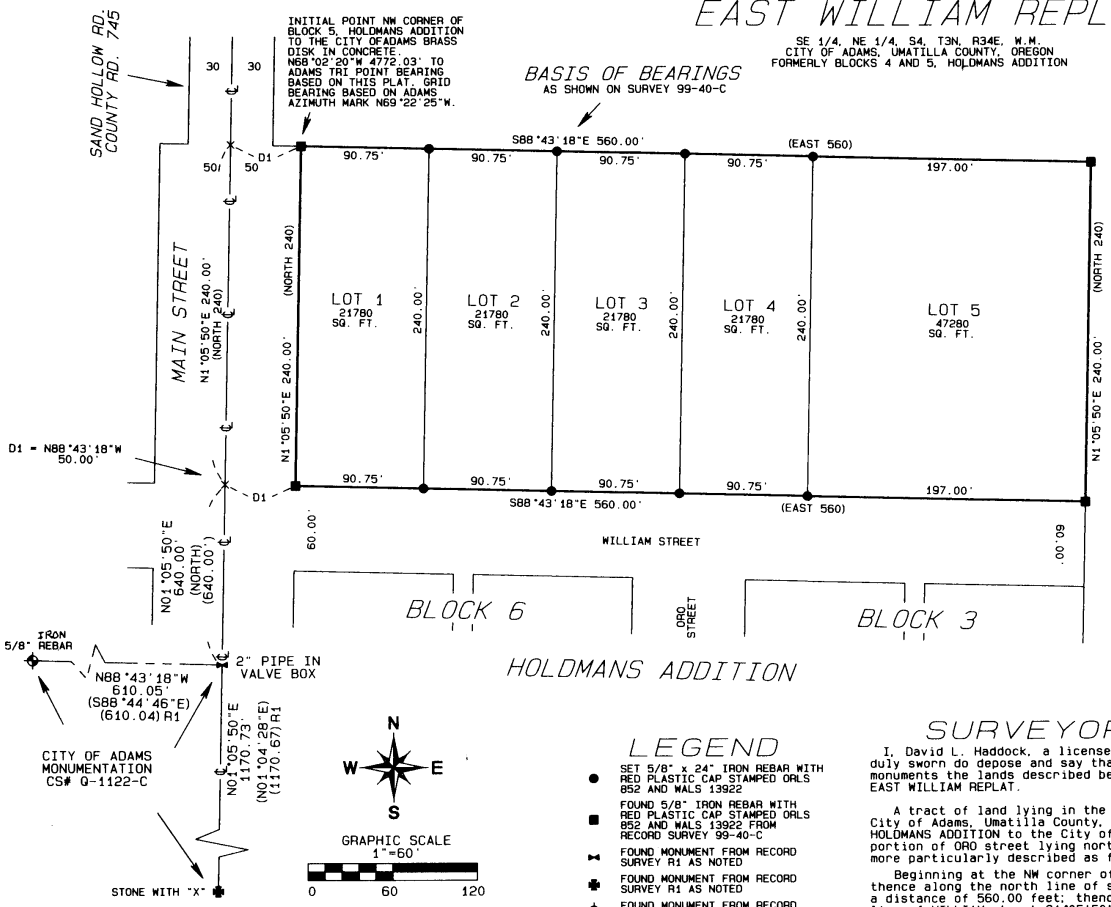 EAST WILLIAM REPL
SE 1/4, NE 1/4, S4, T3N, R34E, W.M.
CITY OF ADAMS, UMATILLA COUNTY, OREGON
FORMERLY BLOCKS 4 AND 5, HOLDMANS ADDITION
SAND HOLLOW RD.
COUNTY RD. 745
30
30
INITIAL POINT NW CORNER OF
BLOCK 5, HOLDMANS ADDITION
TO THE CITY OF ADAMS BRASS
DISK IN CONCRETE.
N68°02'20"W 4772.03' TO
ADAMS TRI POINT BEARING
BASED ON THIS PLAT. GRID
BEARING BASED ON ADAMS
AZIMUTH MARK N69°22'25"W.
BASIS OF BEARINGS
AS SHOWN ON SURVEY 99-40-C
S88°43'18"E 560.00'
(EAST 560)
50
50
D1
90.75'
90.75'
90.75'
90.75'
197.00'
MAIN STREET
N1°05'50"E 240.00'
(NORTH 240)
(NORTH 240)
N1°05'50"E 240.00'
LOT 1
21780
SQ. FT.
240.00'
LOT 2
21780
SQ. FT.
240.00'
LOT 3
21780
SQ. FT.
240.00'
LOT 4
21780
SQ. FT.
240.00'
LOT 5
47280
SQ. FT.
(NORTH 240)
N1°05'50"E 240.00'
D1 = N88°43'18"W
50.00'
D1
90.75'
90.75'
90.75'
90.75'
197.00'
S88°43'18"E 560.00'
(EAST 560)
60.00'
WILLIAM STREET
60.00'
N01°05'50"E
640.00'
(NORTH)
(640.00')
BLOCK 6
ORO
STREET
BLOCK 3
HOLDMANS ADDITION
IRON
5/8" REBAR
2" PIPE IN
VALVE BOX
N88°43'18"W
610.05'
(S88°44'46"E)
(610.04)R1
N01°05'50"E
1170.73'
(N01°04'28"E)
(1170.67)R1
CITY OF ADAMS
MONUMENTATION
CS# Q-1122-C
STONE WITH "X"
N
W
E
S
GRAPHIC SCALE
1"=60'
0
60
120
LEGEND
SET 5/8" x 24" IRON REBAR WITH
RED PLASTIC CAP STAMPED ORLS
852 AND WALS 13922
FOUND 5/8" IRON REBAR WITH
RED PLASTIC CAP STAMPED ORLS
852 AND WALS 13922 FROM
RECORD SURVEY 99-40-C
FOUND MONUMENT FROM RECORD
SURVEY R1 AS NOTED
FOUND MONUMENT FROM RECORD
SURVEY R1 AS NOTED
FOUND MONUMENT FROM RECORD
SURVEYOR
I, David L. Haddock, a license
duly sworn do depose and say tha
monuments the lands described be
EAST WILLIAM REPLAT.
A tract of land lying in the
City of Adams, Umatilla County,
HOLDMANS ADDITION to the City of
portion of ORO street lying nort
more particularly described as f
Beginning at the NW corner of
thence along the north line of s
a distance of 560.00 feet; thenc